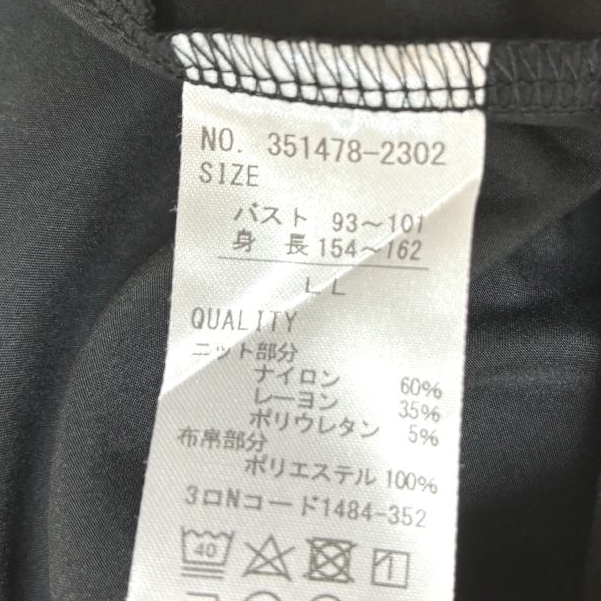 NO. 351478-2302
SIZE
バスト 93～101
身 長 154～162
LL
QUALITY
ニット部分
ナイロン 60%
レーヨン 35%
ポリウレタン 5%
布帛部分
ポリエステル 100%
3ロNコード1484-352
40
1